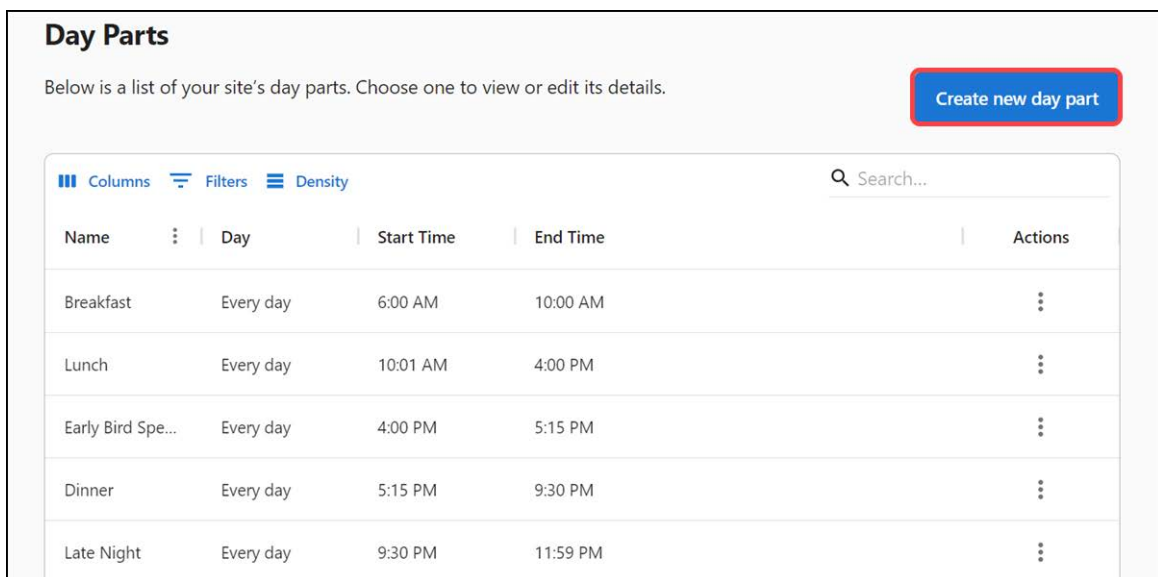 Day Parts
Below is a list of your site’s day parts. Choose one to view or edit its details.
Create new day part
Columns Filters Density Search...
Name Day Start Time End Time Actions
Breakfast Every day 6:00 AM 10:00 AM
Lunch Every day 10:01 AM 4:00 PM
Early Bird Spe... Every day 4:00 PM 5:15 PM
Dinner Every day 5:15 PM 9:30 PM
Late Night Every day 9:30 PM 11:59 PM